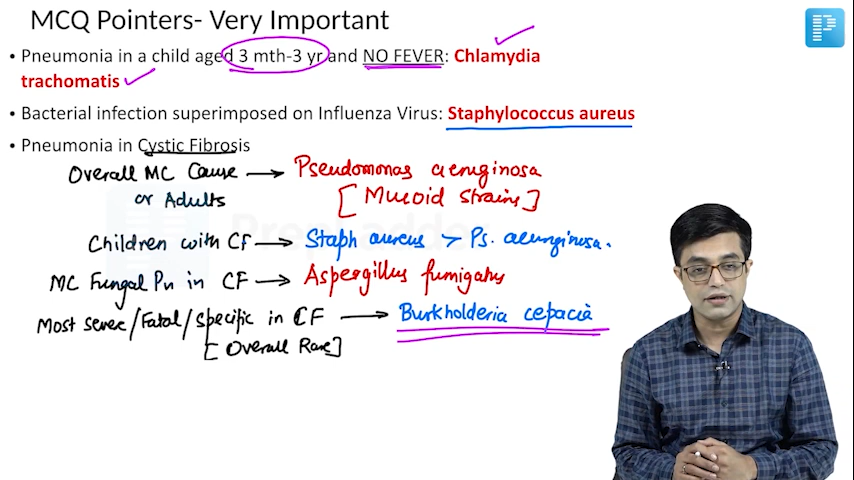 MCQ Pointers- Very Important
• Pneumonia in a child aged 3 mth-3 yr and NO FEVER: Chlamydia
trachomatis
• Bacterial infection superimposed on Influenza Virus: Staphylococcus aureus
• Pneumonia in Cystic Fibrosis
Overall MC Cause → Pseudomonas aeruginosa
or Adults [Mucoid strains]
Children with CF → Staph aureus > Ps. aeruginosa.
MC Fungal Pn in CF → Aspergillus fumigatus
Most Severe/Fatal/Specific in CF → Burkholderia cepacia
[Overall Rare]